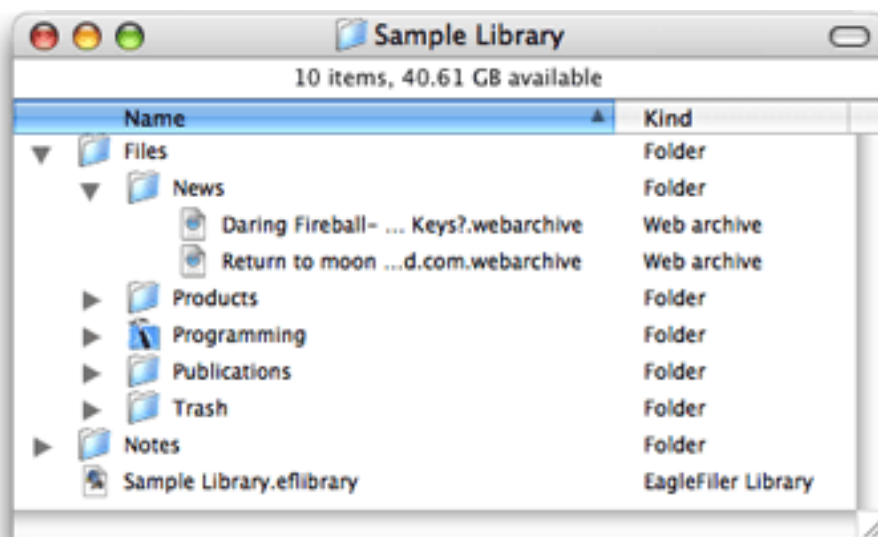 Sample Library
10 items, 40.61 GB available
Name Kind
Files Folder
News Folder
Daring Fireball- ... Keys?.webarchive Web archive
Return to moon ...d.com.webarchive Web archive
Products Folder
Programming Folder
Publications Folder
Trash Folder
Notes Folder
Sample Library.eflibrary EagleFiler Library